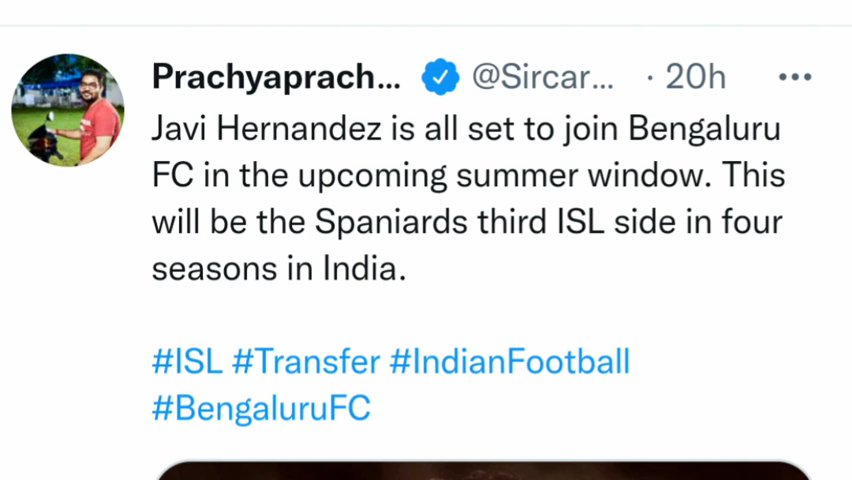 Prachyaprach... @Sircar... · 20h ...
Javi Hernandez is all set to join Bengaluru
FC in the upcoming summer window. This
will be the Spaniards third ISL side in four
seasons in India.
#ISL #Transfer #IndianFootball
#BengaluruFC